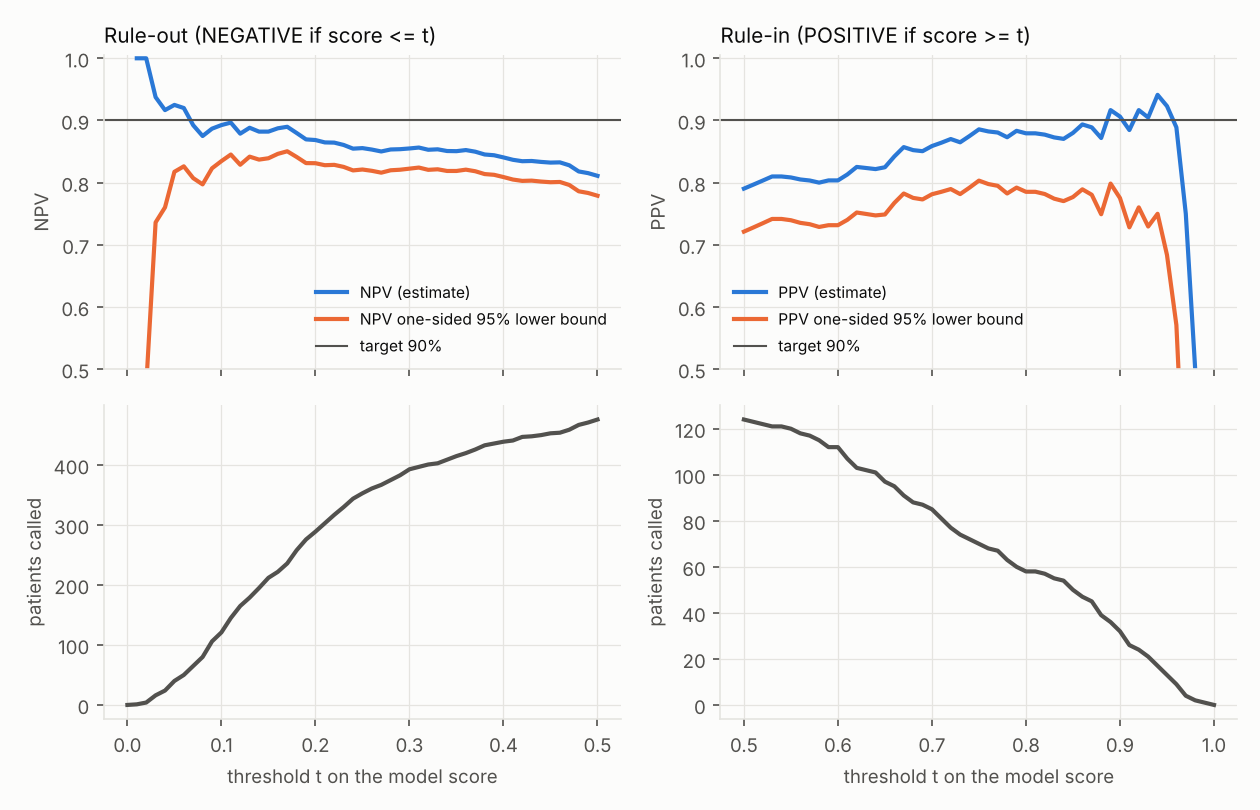 Rule-out (NEGATIVE if score <= t)
1.0
0.9
0.8
0.7
0.6
0.5
NPV
NPV (estimate)
NPV one-sided 95% lower bound
target 90%
Rule-in (POSITIVE if score >= t)
1.0
0.9
0.8
0.7
0.6
0.5
PPV
PPV (estimate)
PPV one-sided 95% lower bound
target 90%
400
300
200
100
0
patients called
0.0 0.1 0.2 0.3 0.4 0.5
threshold t on the model score
120
100
80
60
40
20
0
patients called
0.5 0.6 0.7 0.8 0.9 1.0
threshold t on the model score